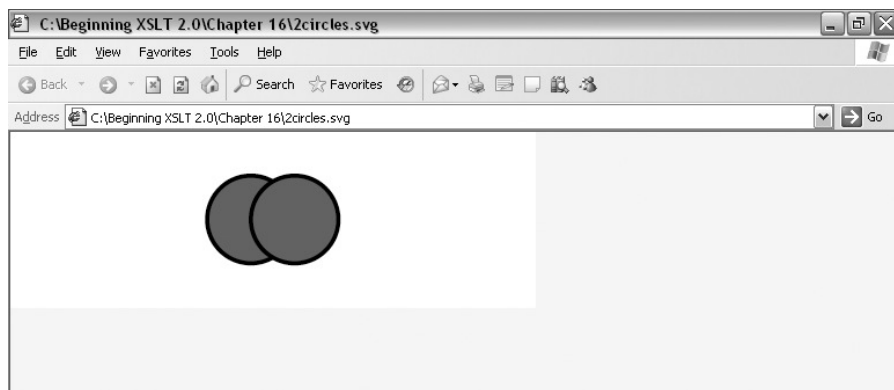 C:\Beginning XSLT 2.0\Chapter 16\2circles.svg
File Edit View Favorites Tools Help
Back Search Favorites
Address C:\Beginning XSLT 2.0\Chapter 16\2circles.svg Go